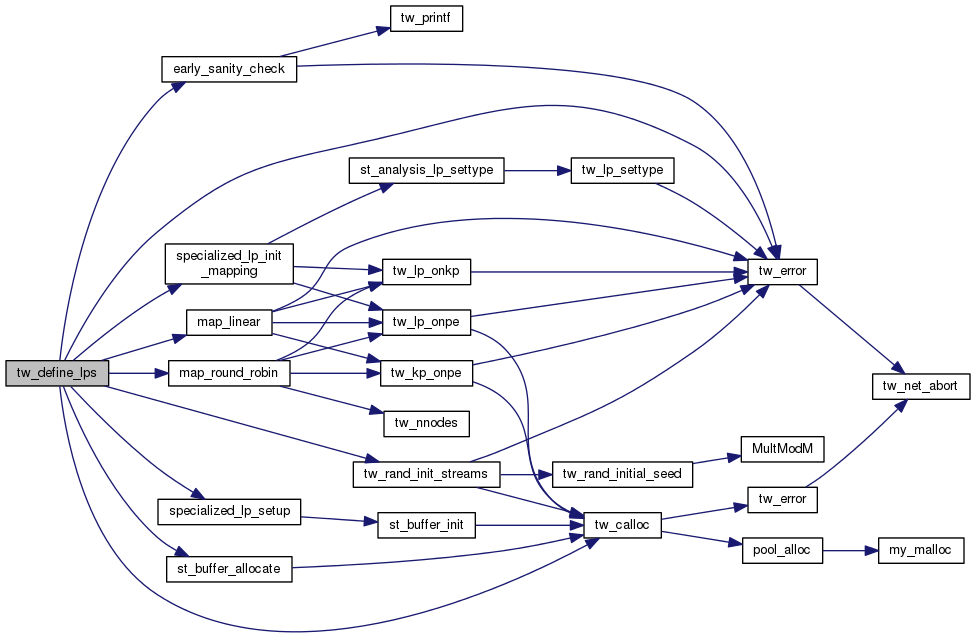 tw_printf
early_sanity_check
st_analysis_lp_settype
tw_lp_settype
specialized_lp_init
_mapping
tw_lp_onkp
tw_error
map_linear
tw_lp_onpe
tw_define_lps
map_round_robin
tw_kp_onpe
tw_net_abort
tw_nnodes
MultModM
tw_rand_init_streams
tw_rand_initial_seed
tw_error
specialized_lp_setup
st_buffer_init
tw_calloc
pool_alloc
my_malloc
st_buffer_allocate